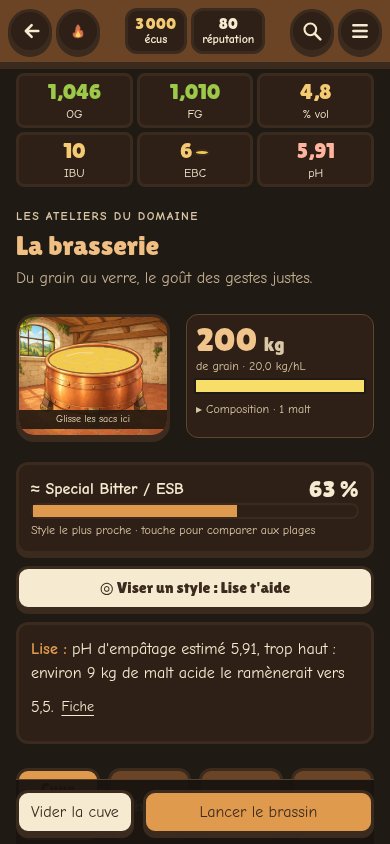 3 000
écus
80
réputation
1,046
OG
1,010
FG
4,8
% vol
10
IBU
6
EBC
5,91
pH
LES ATELIERS DU DOMAINE
La brasserie
Du grain au verre, le goût des gestes justes.
Glisse les sacs ici
200 kg
de grain · 20,0 kg/hL
▸ Composition · 1 malt
≈ Special Bitter / ESB
63 %
Style le plus proche · touche pour comparer aux plages
◎ Viser un style : Lise t'aide
Lise : pH d'empâtage estimé 5,91, trop haut :
environ 9 kg de malt acide le ramènerait vers
5,5. Fiche
Vider la cuve
Lancer le brassin